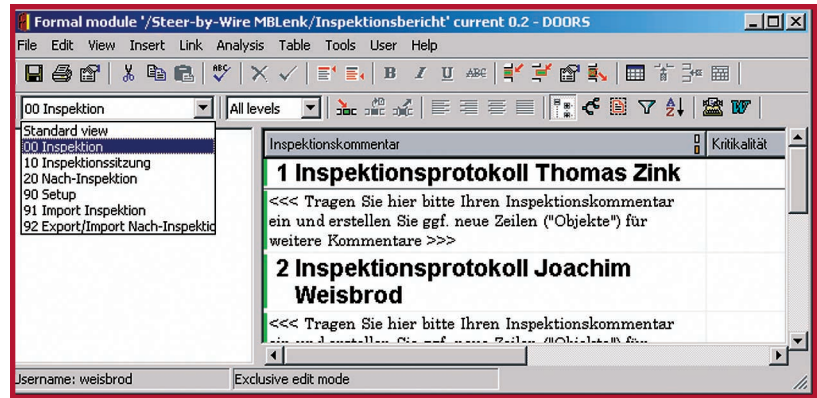 Formal module '/Steer-by-Wire MBLenk/Inspektionsbericht' current 0.2 - DOORS
File Edit View Insert Link Analysis Table Tools User Help
B I U ABC
00 Inspektion All levels
Standard view
00 Inspektion
10 Inspektionssitzung
20 Nach-Inspektion
90 Setup
91 Import Inspektion
92 Export/Import Nach-Inspektio
Inspektionskommentar Kritikalität
1 Inspektionsprotokoll Thomas Zink
<<< Tragen Sie hier bitte Ihren Inspektionskommentar
ein und erstellen Sie ggf. neue Zeilen ("Objekte") für
weitere Kommentare >>>
2 Inspektionsprotokoll Joachim
Weisbrod
<<< Tragen Sie hier bitte Ihren Inspektionskommentar
Username: weisbrod Exclusive edit mode